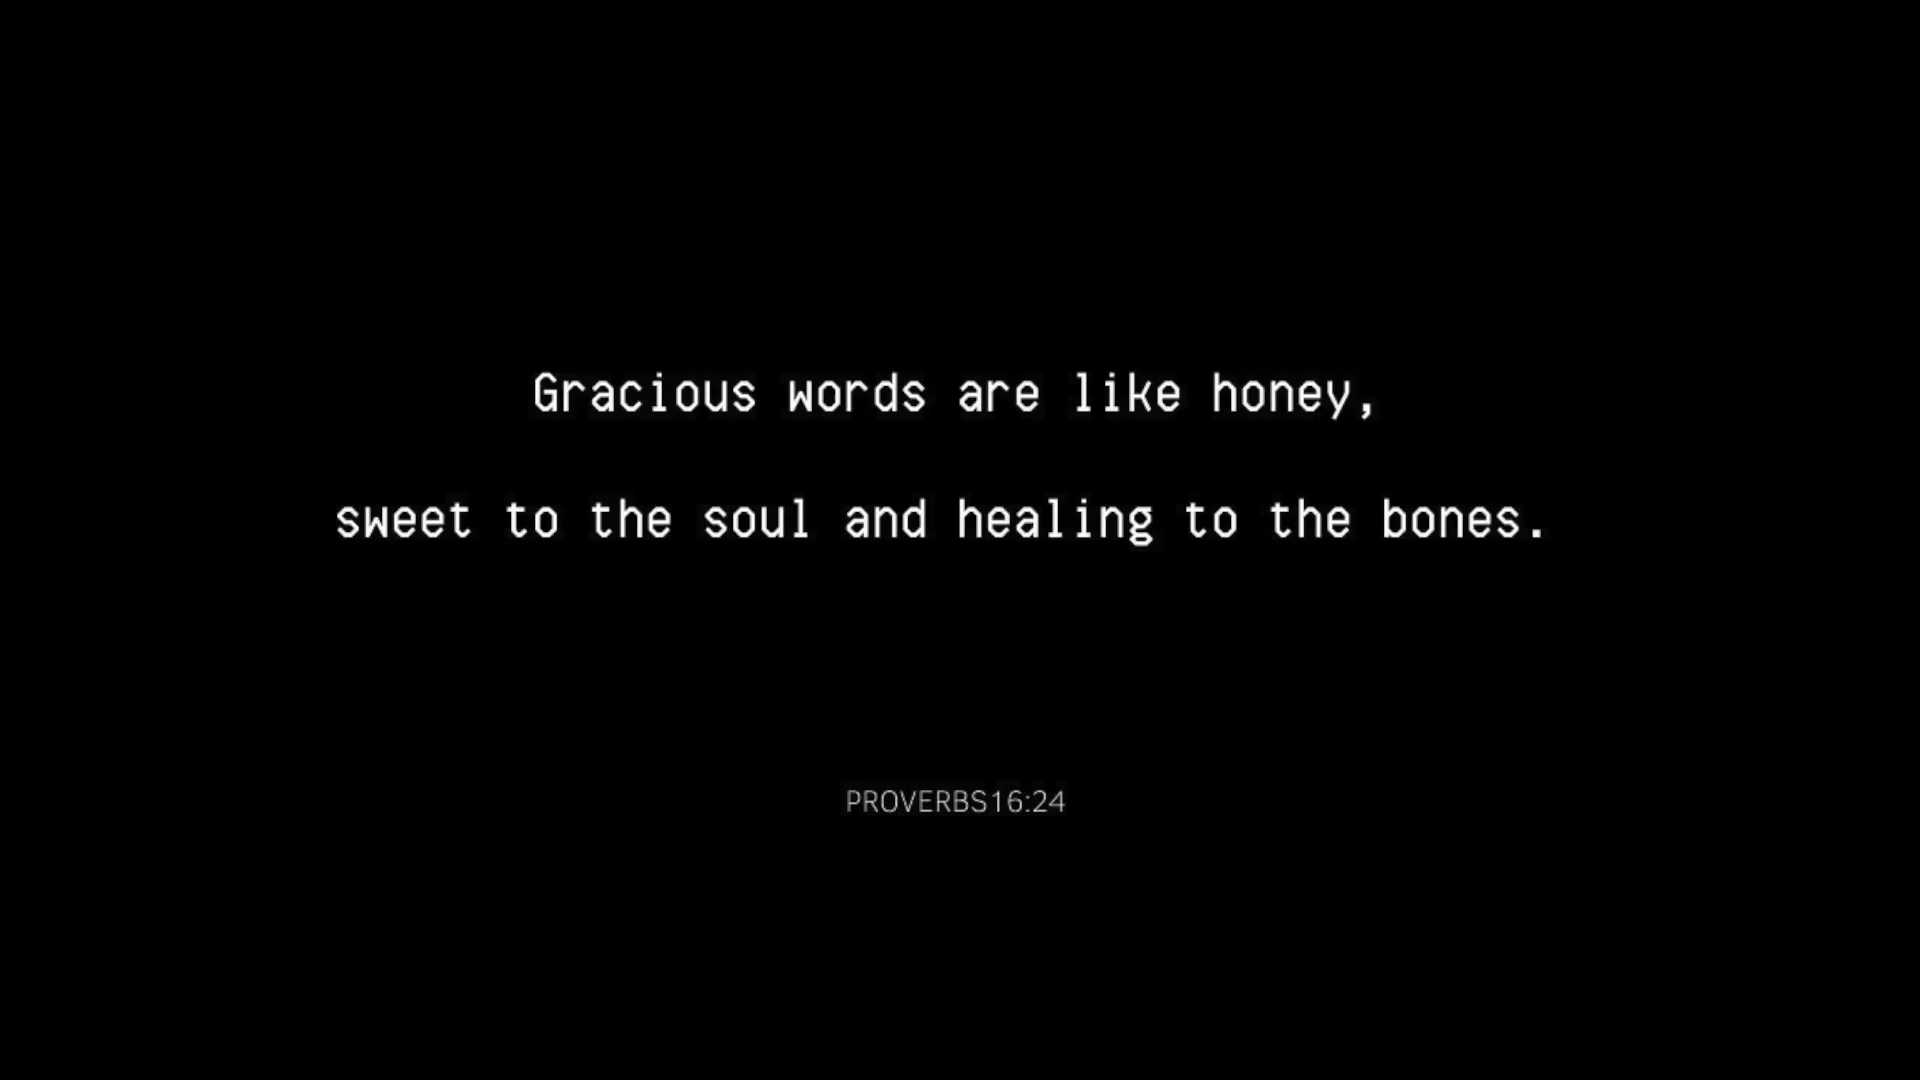 Gracious words are like honey,
sweet to the soul and healing to the bones.
PROVERBS16:24